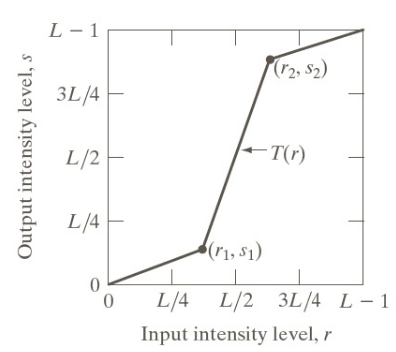 L − 1
(r₂, s₂)
3L/4
Output intensity level, s
L/2
T(r)
L/4
(r₁, s₁)
0
0 L/4 L/2 3L/4 L − 1
Input intensity level, r